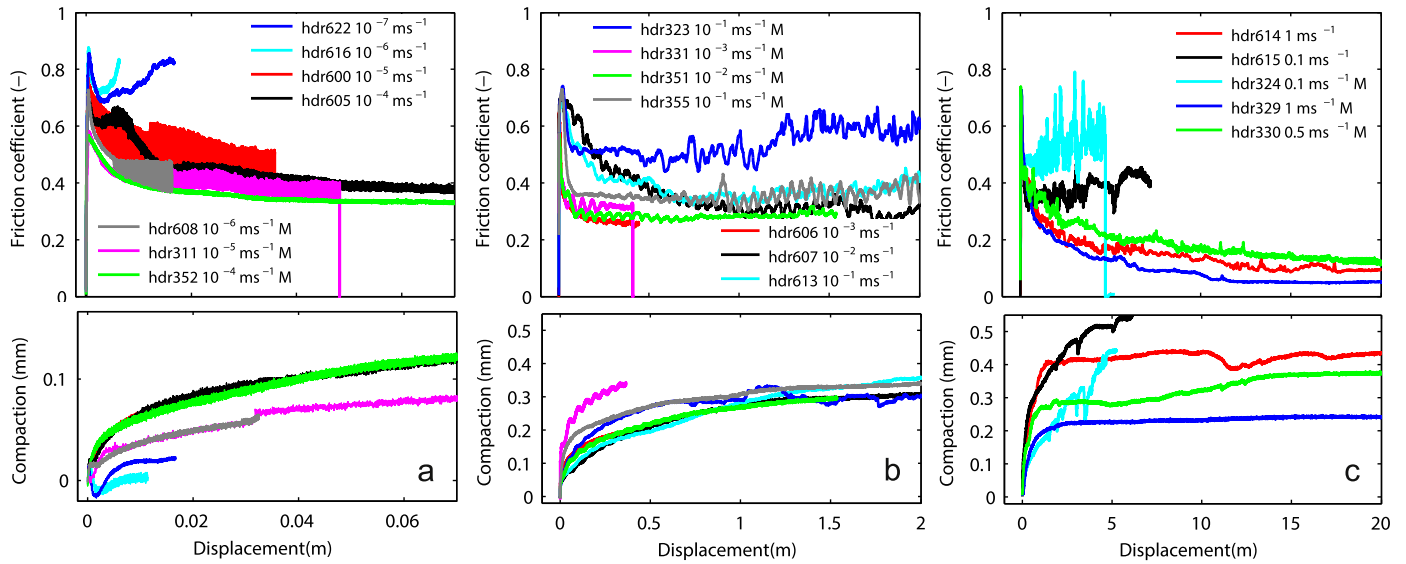 Friction coefficient (–)
1
0.8
0.6
0.4
0.2
0
hdr622 10 ⁻⁷ ms⁻¹
hdr616 10 ⁻⁶ ms⁻¹
hdr600 10 ⁻⁵ ms⁻¹
hdr605 10 ⁻⁴ ms⁻¹
hdr608 10 ⁻⁶ ms⁻¹ M
hdr311 10 ⁻⁵ ms⁻¹ M
hdr352 10 ⁻⁴ ms⁻¹ M
Compaction (mm)
0.1
0
a
0 0.02 0.04 0.06
Displacement(m)
Friction coefficient (–)
1
0.8
0.6
0.4
0.2
0
hdr323 10 ⁻¹ ms⁻¹ M
hdr331 10 ⁻³ ms⁻¹ M
hdr351 10 ⁻² ms⁻¹ M
hdr355 10 ⁻¹ ms⁻¹ M
hdr606 10 ⁻³ ms⁻¹
hdr607 10 ⁻² ms⁻¹
hdr613 10 ⁻¹ ms⁻¹
Compaction (mm)
0.5
0.4
0.3
0.2
0.1
0
b
0 0.5 1 1.5 2
Displacement(m)
Friction coefficient (–)
1
0.8
0.6
0.4
0.2
0
hdr614 1 ms ⁻¹
hdr615 0.1 ms⁻¹
hdr324 0.1 ms ⁻¹ M
hdr329 1 ms⁻¹ M
hdr330 0.5 ms ⁻¹ M
Compaction (mm)
0.5
0.4
0.3
0.2
0.1
0
c
0 5 10 15 20
Displacement(m)